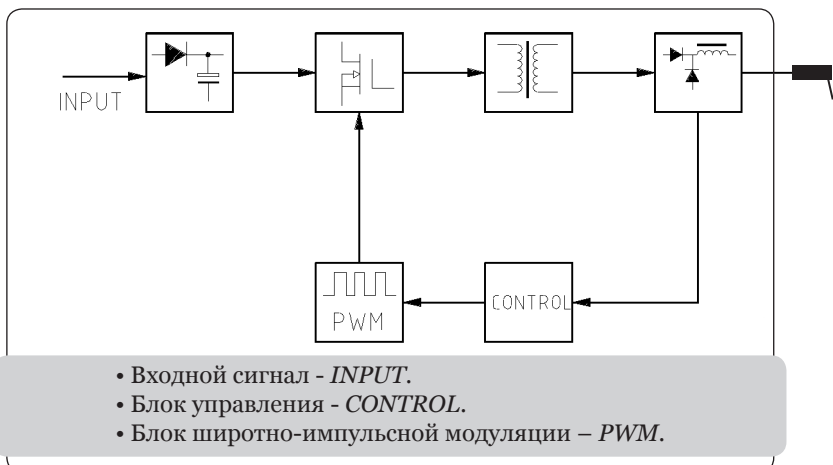 INPUT
PWM
CONTROL
• Входной сигнал - INPUT.
• Блок управления - CONTROL.
• Блок широтно-импульсной модуляции – PWM.